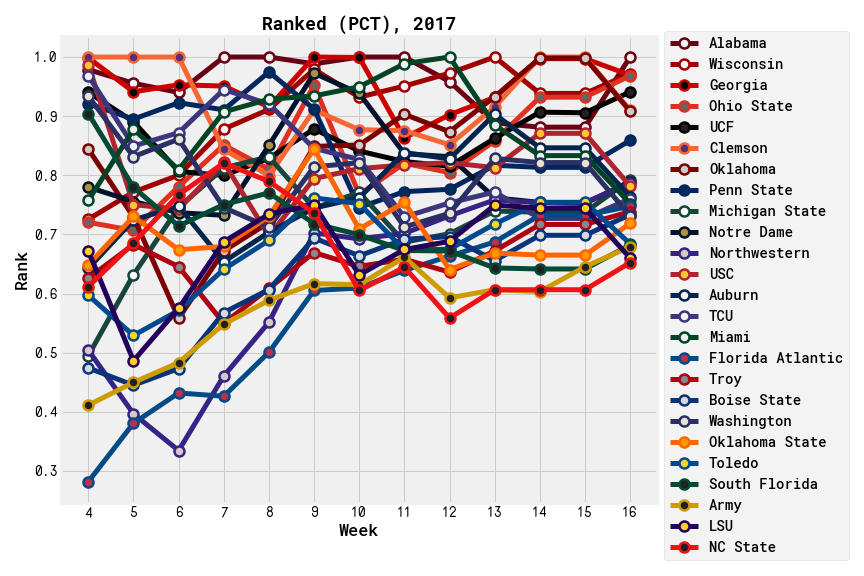 Ranked (PCT), 2017
1.0
0.9
0.8
0.7
0.6
0.5
0.4
0.3
Rank
4 5 6 7 8 9 10 11 12 13 14 15 16
Week
Alabama
Wisconsin
Georgia
Ohio State
UCF
Clemson
Oklahoma
Penn State
Michigan State
Notre Dame
Northwestern
USC
Auburn
TCU
Miami
Florida Atlantic
Troy
Boise State
Washington
Oklahoma State
Toledo
South Florida
Army
LSU
NC State